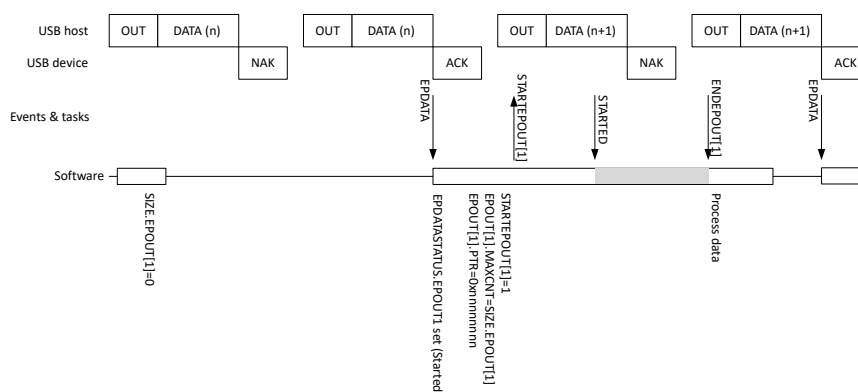 USB host OUT DATA (n) OUT DATA (n) OUT DATA (n+1) OUT DATA (n+1)
USB device NAK ACK NAK ACK
Events & tasks
EPDATA
STARTEPOUT[1]
STARTED
ENDEPOUT[1]
EPDATA
Software
SIZE.EPOUT[1]=0
EPDATASTATUS.EPOUT1 set (Started
EPOUT[1].PTR=0xnnnnnnnn
EPOUT[1].MAXCNT=SIZE.EPOUT[1]
STARTEPOUT[1]=1
Process data